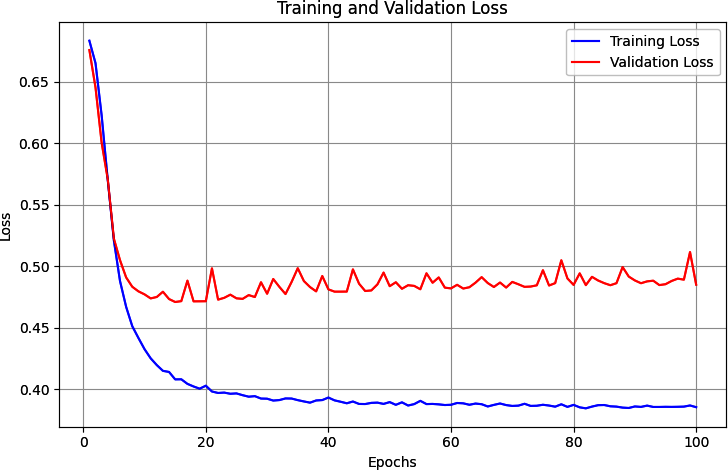 Training and Validation Loss
Training Loss
Validation Loss
0.65
0.60
0.55
0.50
0.45
0.40
Loss
0
20
40
60
80
100
Epochs